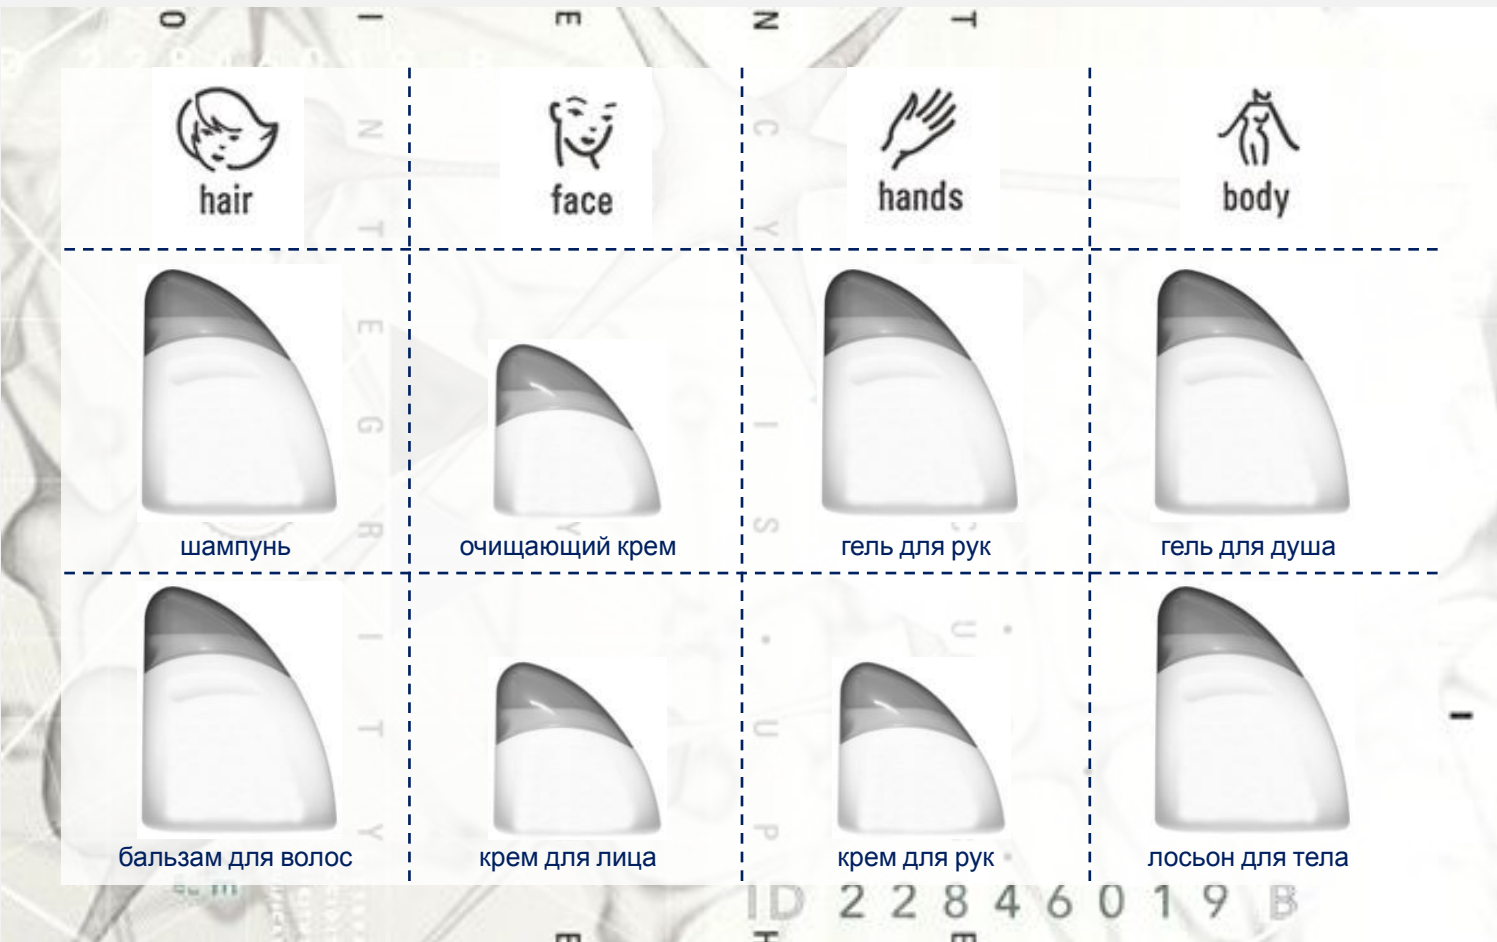 O I E N T
hair
face
hands
body
шампунь
очищающий крем
гель для рук
гель для душа
бальзам для волос
крем для лица
крем для рук
лосьон для тела
N T E G R I T Y
C Y I S U P
ID 22846019 B